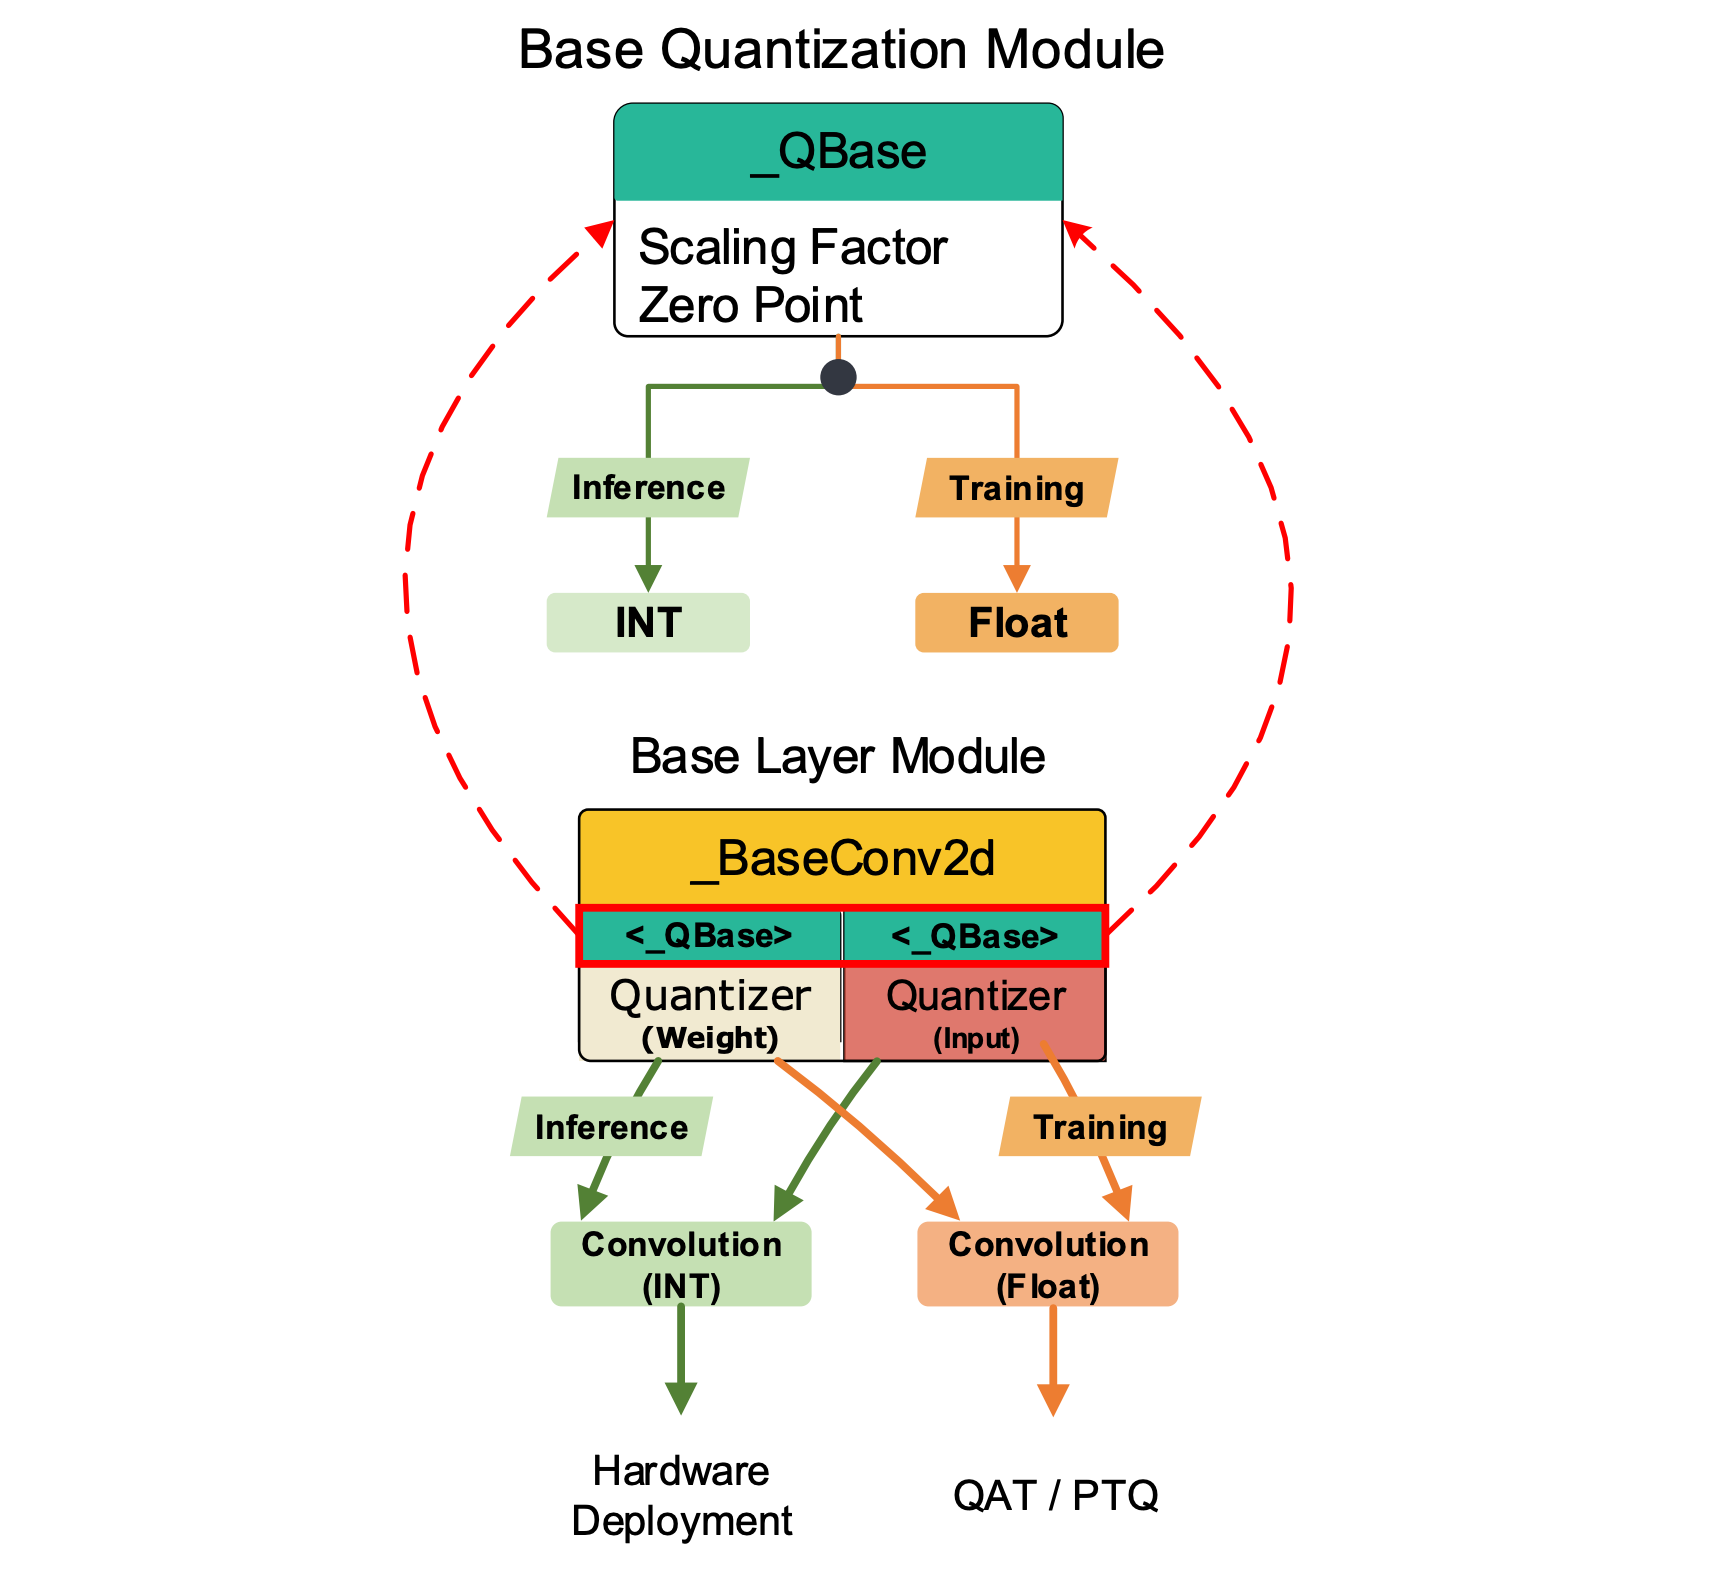 Base Quantization Module
_QBase
Scaling Factor
Zero Point
Inference
Training
INT
Float
Base Layer Module
_BaseConv2d
<_QBase>
<_QBase>
Quantizer
(Weight)
Quantizer
(Input)
Inference
Training
Convolution
(INT)
Convolution
(Float)
Hardware
Deployment
QAT / PTQ